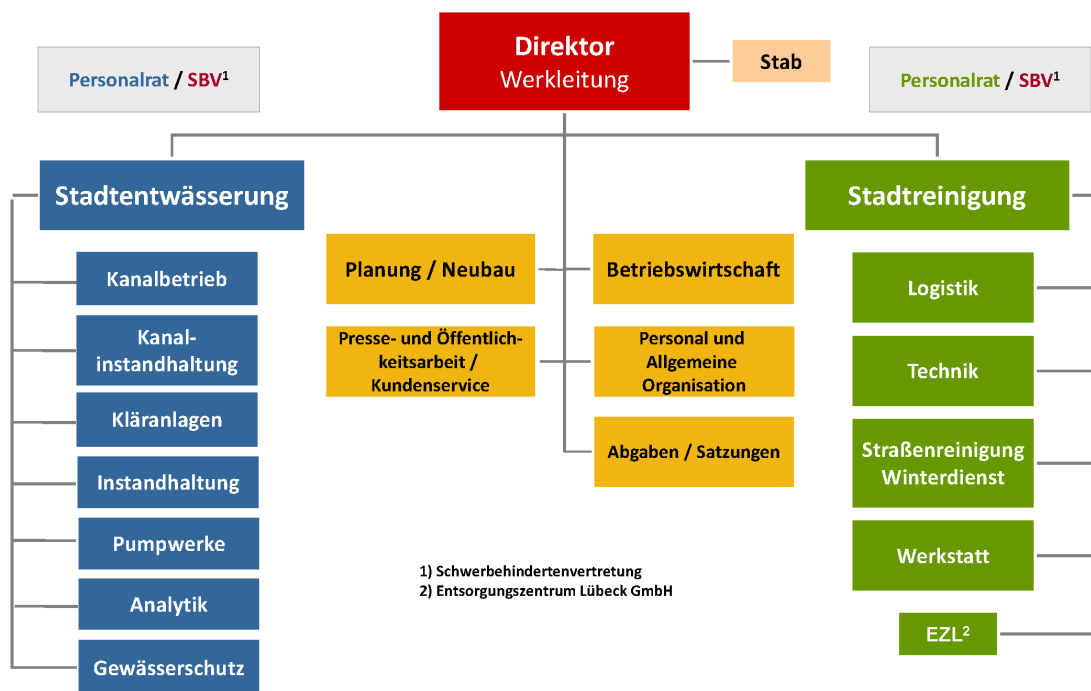 Direktor
Werkleitung
Stab
Personalrat / SBV¹
Personalrat / SBV¹
Stadtentwässerung
Kanalbetrieb
Kanal-
instandhaltung
Kläranlagen
Instandhaltung
Pumpwerke
Analytik
Gewässerschutz
Planung / Neubau
Presse- und Öffentlich-
keitsarbeit /
Kundenservice
Betriebswirtschaft
Personal und
Allgemeine
Organisation
Abgaben / Satzungen
Stadtreinigung
Logistik
Technik
Straßenreinigung
Winterdienst
Werkstatt
EZL²
1) Schwerbehindertenvertretung
2) Entsorgungszentrum Lübeck GmbH